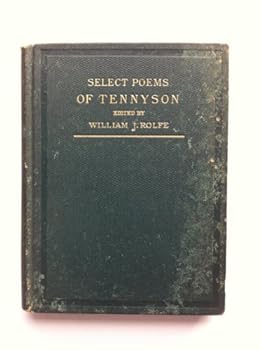 SELECT POEMS
OF TENNYSON
EDITED BY
WILLIAM J. ROLFE